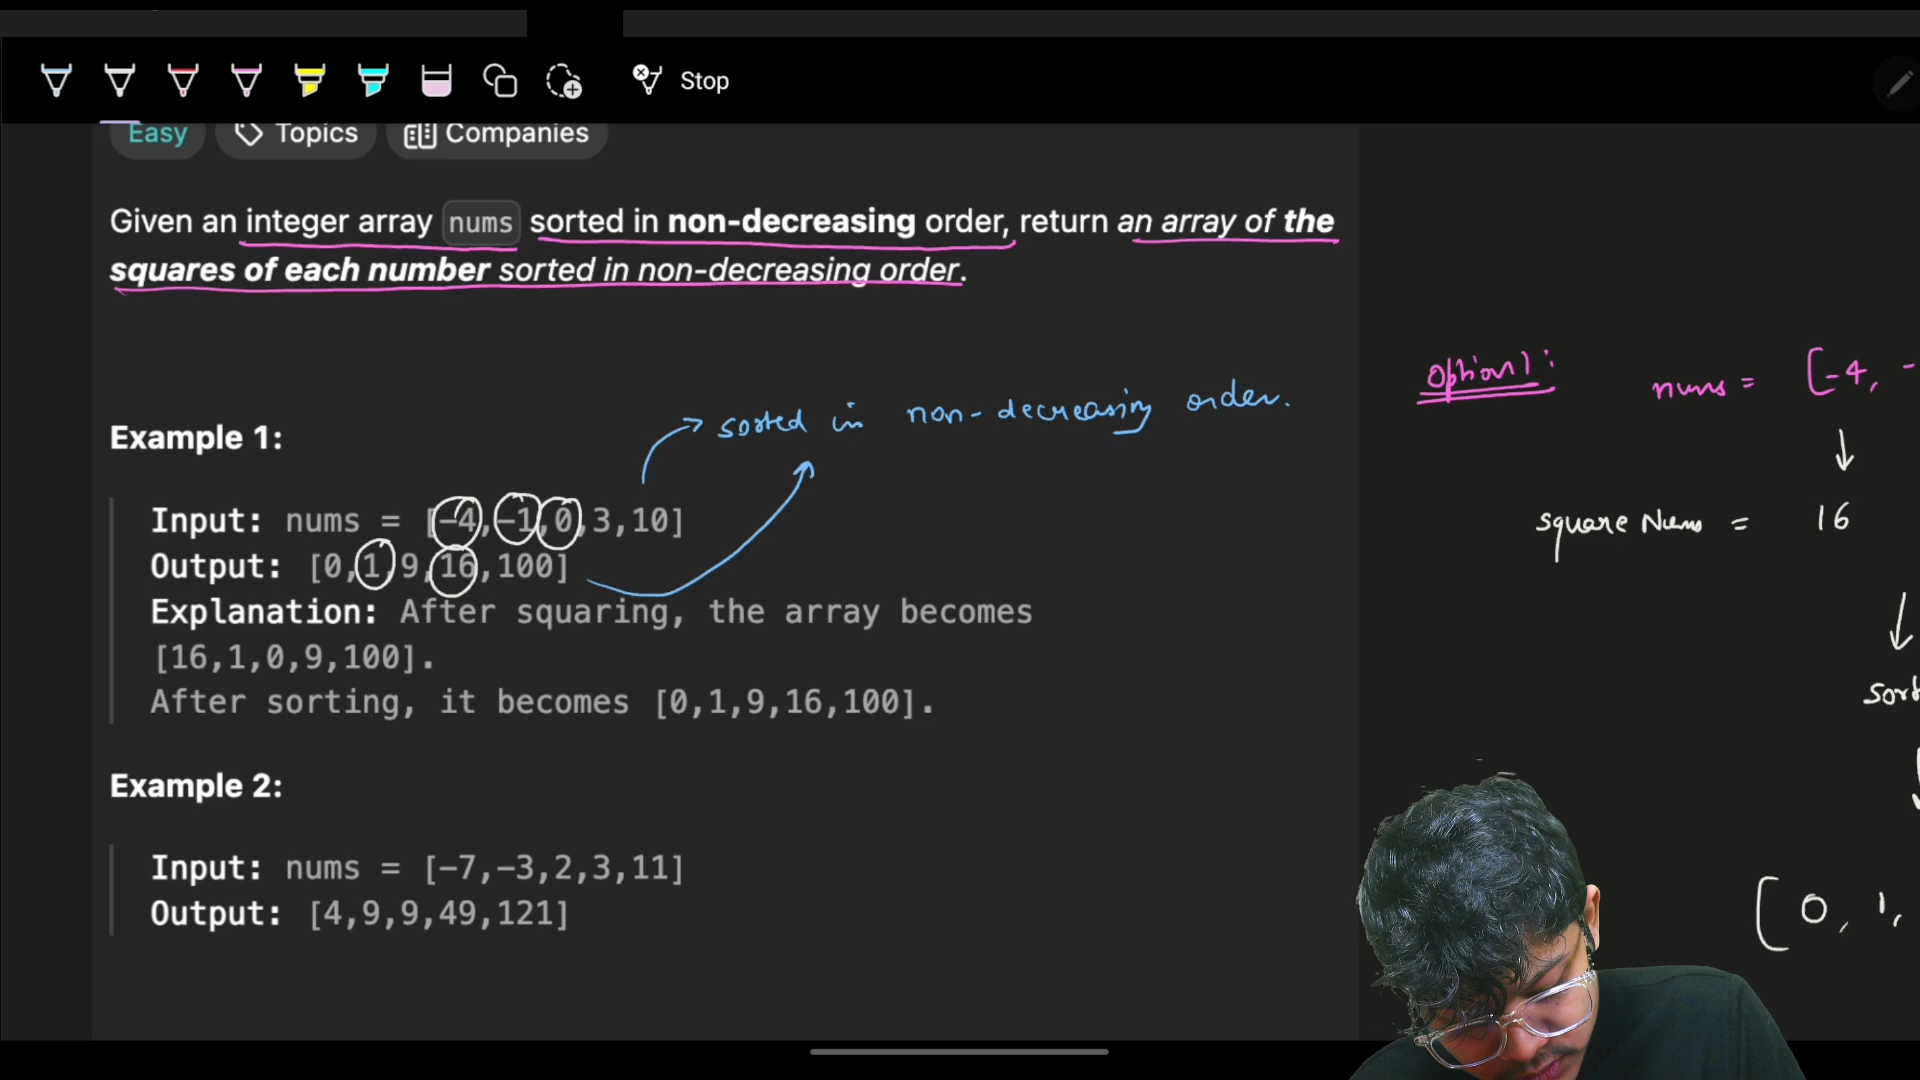 Stop
Easy Topics Companies
Given an integer array nums sorted in non-decreasing order, return an array of the
squares of each number sorted in non-decreasing order.
Option 1:
nums = [-4, -
sorted in non-decreasing order.
Example 1:
Input: nums = [-4,-1,0,3,10]
squareNums = 16
Output: [0,1,9,16,100]
Explanation: After squaring, the array becomes
[16,1,0,9,100].
After sorting, it becomes [0,1,9,16,100].
sort
Example 2:
Input: nums = [-7,-3,2,3,11]
Output: [4,9,9,49,121]
[0, 1,